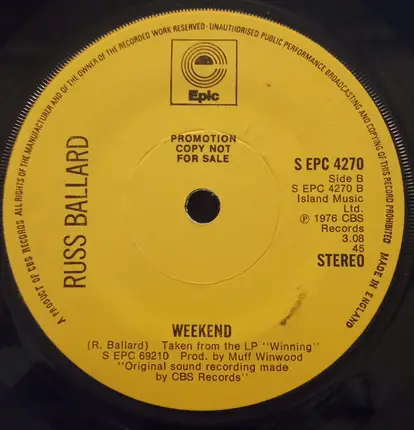 ALL RIGHTS OF THE MANUFACTURER AND OF THE OWNER OF THE RECORDED WORK RESERVED - UNAUTHORISED PUBLIC PERFORMANCE BROADCASTING AND COPYING OF THIS RECORD PROHIBITED
MADE IN ENGLAND
A PRODUCT OF CBS RECORDS
Epic
PROMOTION
COPY NOT
FOR SALE
RUSS BALLARD
S EPC 4270
Side B
S EPC 4270 B
Island Music
Ltd.
℗ 1976 CBS
Records
3.08
45
STEREO
WEEKEND
(R. Ballard) Taken from the LP "Winning"
S EPC 69210 Prod. by Muff Winwood
"Original sound recording made
by CBS Records"